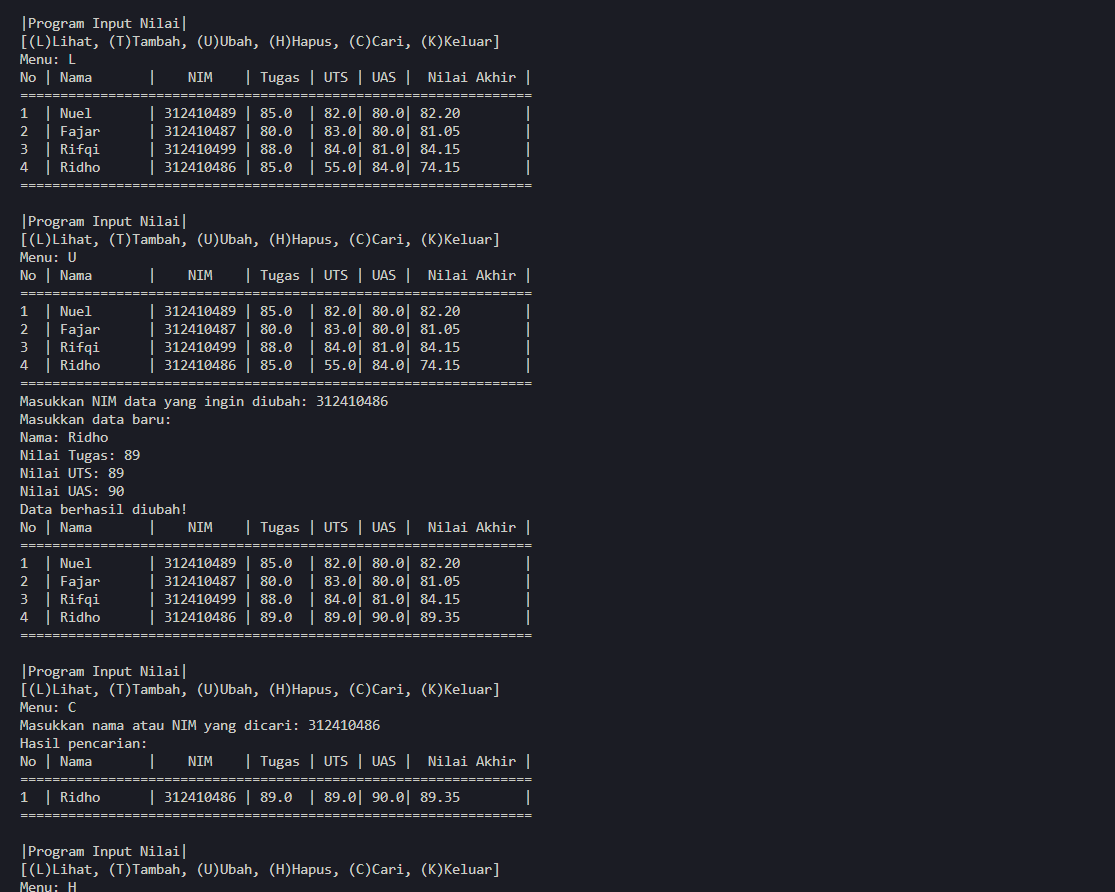 |Program Input Nilai|
[(L)Lihat, (T)Tambah, (U)Ubah, (H)Hapus, (C)Cari, (K)Keluar]
Menu: L
No | Nama       |    NIM    | Tugas | UTS | UAS |  Nilai Akhir |
================================================================
1  | Nuel       | 312410489 | 85.0  | 82.0| 80.0| 82.20        |
2  | Fajar      | 312410487 | 80.0  | 83.0| 80.0| 81.05        |
3  | Rifqi      | 312410499 | 88.0  | 84.0| 81.0| 84.15        |
4  | Ridho      | 312410486 | 85.0  | 55.0| 84.0| 74.15        |
================================================================
|Program Input Nilai|
[(L)Lihat, (T)Tambah, (U)Ubah, (H)Hapus, (C)Cari, (K)Keluar]
Menu: U
No | Nama       |    NIM    | Tugas | UTS | UAS |  Nilai Akhir |
================================================================
1  | Nuel       | 312410489 | 85.0  | 82.0| 80.0| 82.20        |
2  | Fajar      | 312410487 | 80.0  | 83.0| 80.0| 81.05        |
3  | Rifqi      | 312410499 | 88.0  | 84.0| 81.0| 84.15        |
4  | Ridho      | 312410486 | 85.0  | 55.0| 84.0| 74.15        |
================================================================
Masukkan NIM data yang ingin diubah: 312410486
Masukkan data baru:
Nama: Ridho
Nilai Tugas: 89
Nilai UTS: 89
Nilai UAS: 90
Data berhasil diubah!
No | Nama       |    NIM    | Tugas | UTS | UAS |  Nilai Akhir |
================================================================
1  | Nuel       | 312410489 | 85.0  | 82.0| 80.0| 82.20        |
2  | Fajar      | 312410487 | 80.0  | 83.0| 80.0| 81.05        |
3  | Rifqi      | 312410499 | 88.0  | 84.0| 81.0| 84.15        |
4  | Ridho      | 312410486 | 89.0  | 89.0| 90.0| 89.35        |
================================================================
|Program Input Nilai|
[(L)Lihat, (T)Tambah, (U)Ubah, (H)Hapus, (C)Cari, (K)Keluar]
Menu: C
Masukkan nama atau NIM yang dicari: 312410486
Hasil pencarian:
No | Nama       |    NIM    | Tugas | UTS | UAS |  Nilai Akhir |
================================================================
1  | Ridho      | 312410486 | 89.0  | 89.0| 90.0| 89.35        |
================================================================
|Program Input Nilai|
[(L)Lihat, (T)Tambah, (U)Ubah, (H)Hapus, (C)Cari, (K)Keluar]
Menu: H